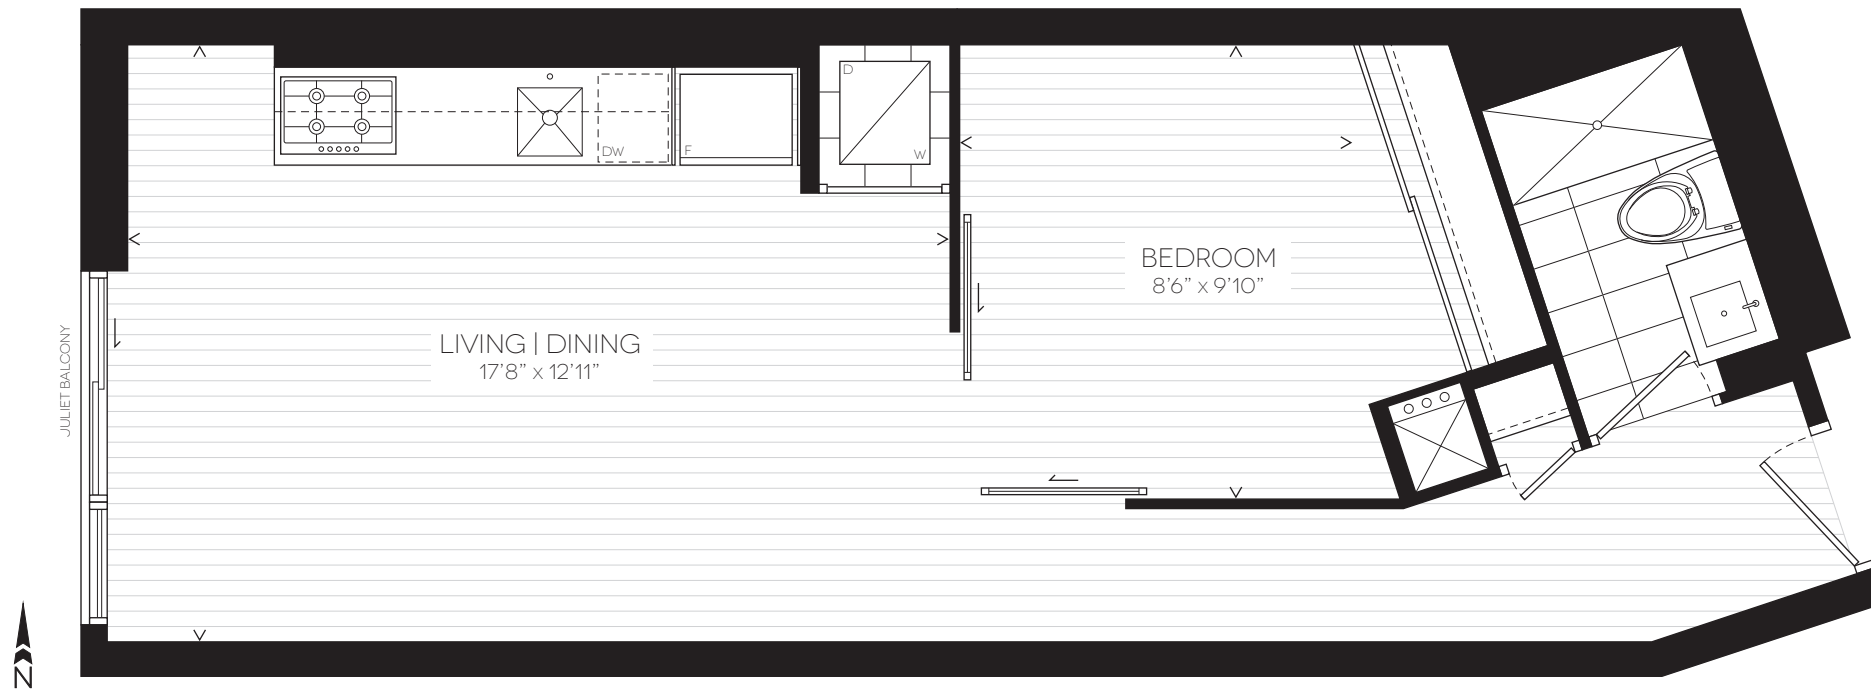 D
W
DW
F
BEDROOM
8’6” x 9’10”
LIVING | DINING
17’8” x 12’11”
JULIET BALCONY
N